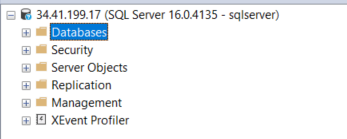 34.41.199.17 (SQL Server 16.0.4135 - sqlserver)
Databases
Security
Server Objects
Replication
Management
XEvent Profiler